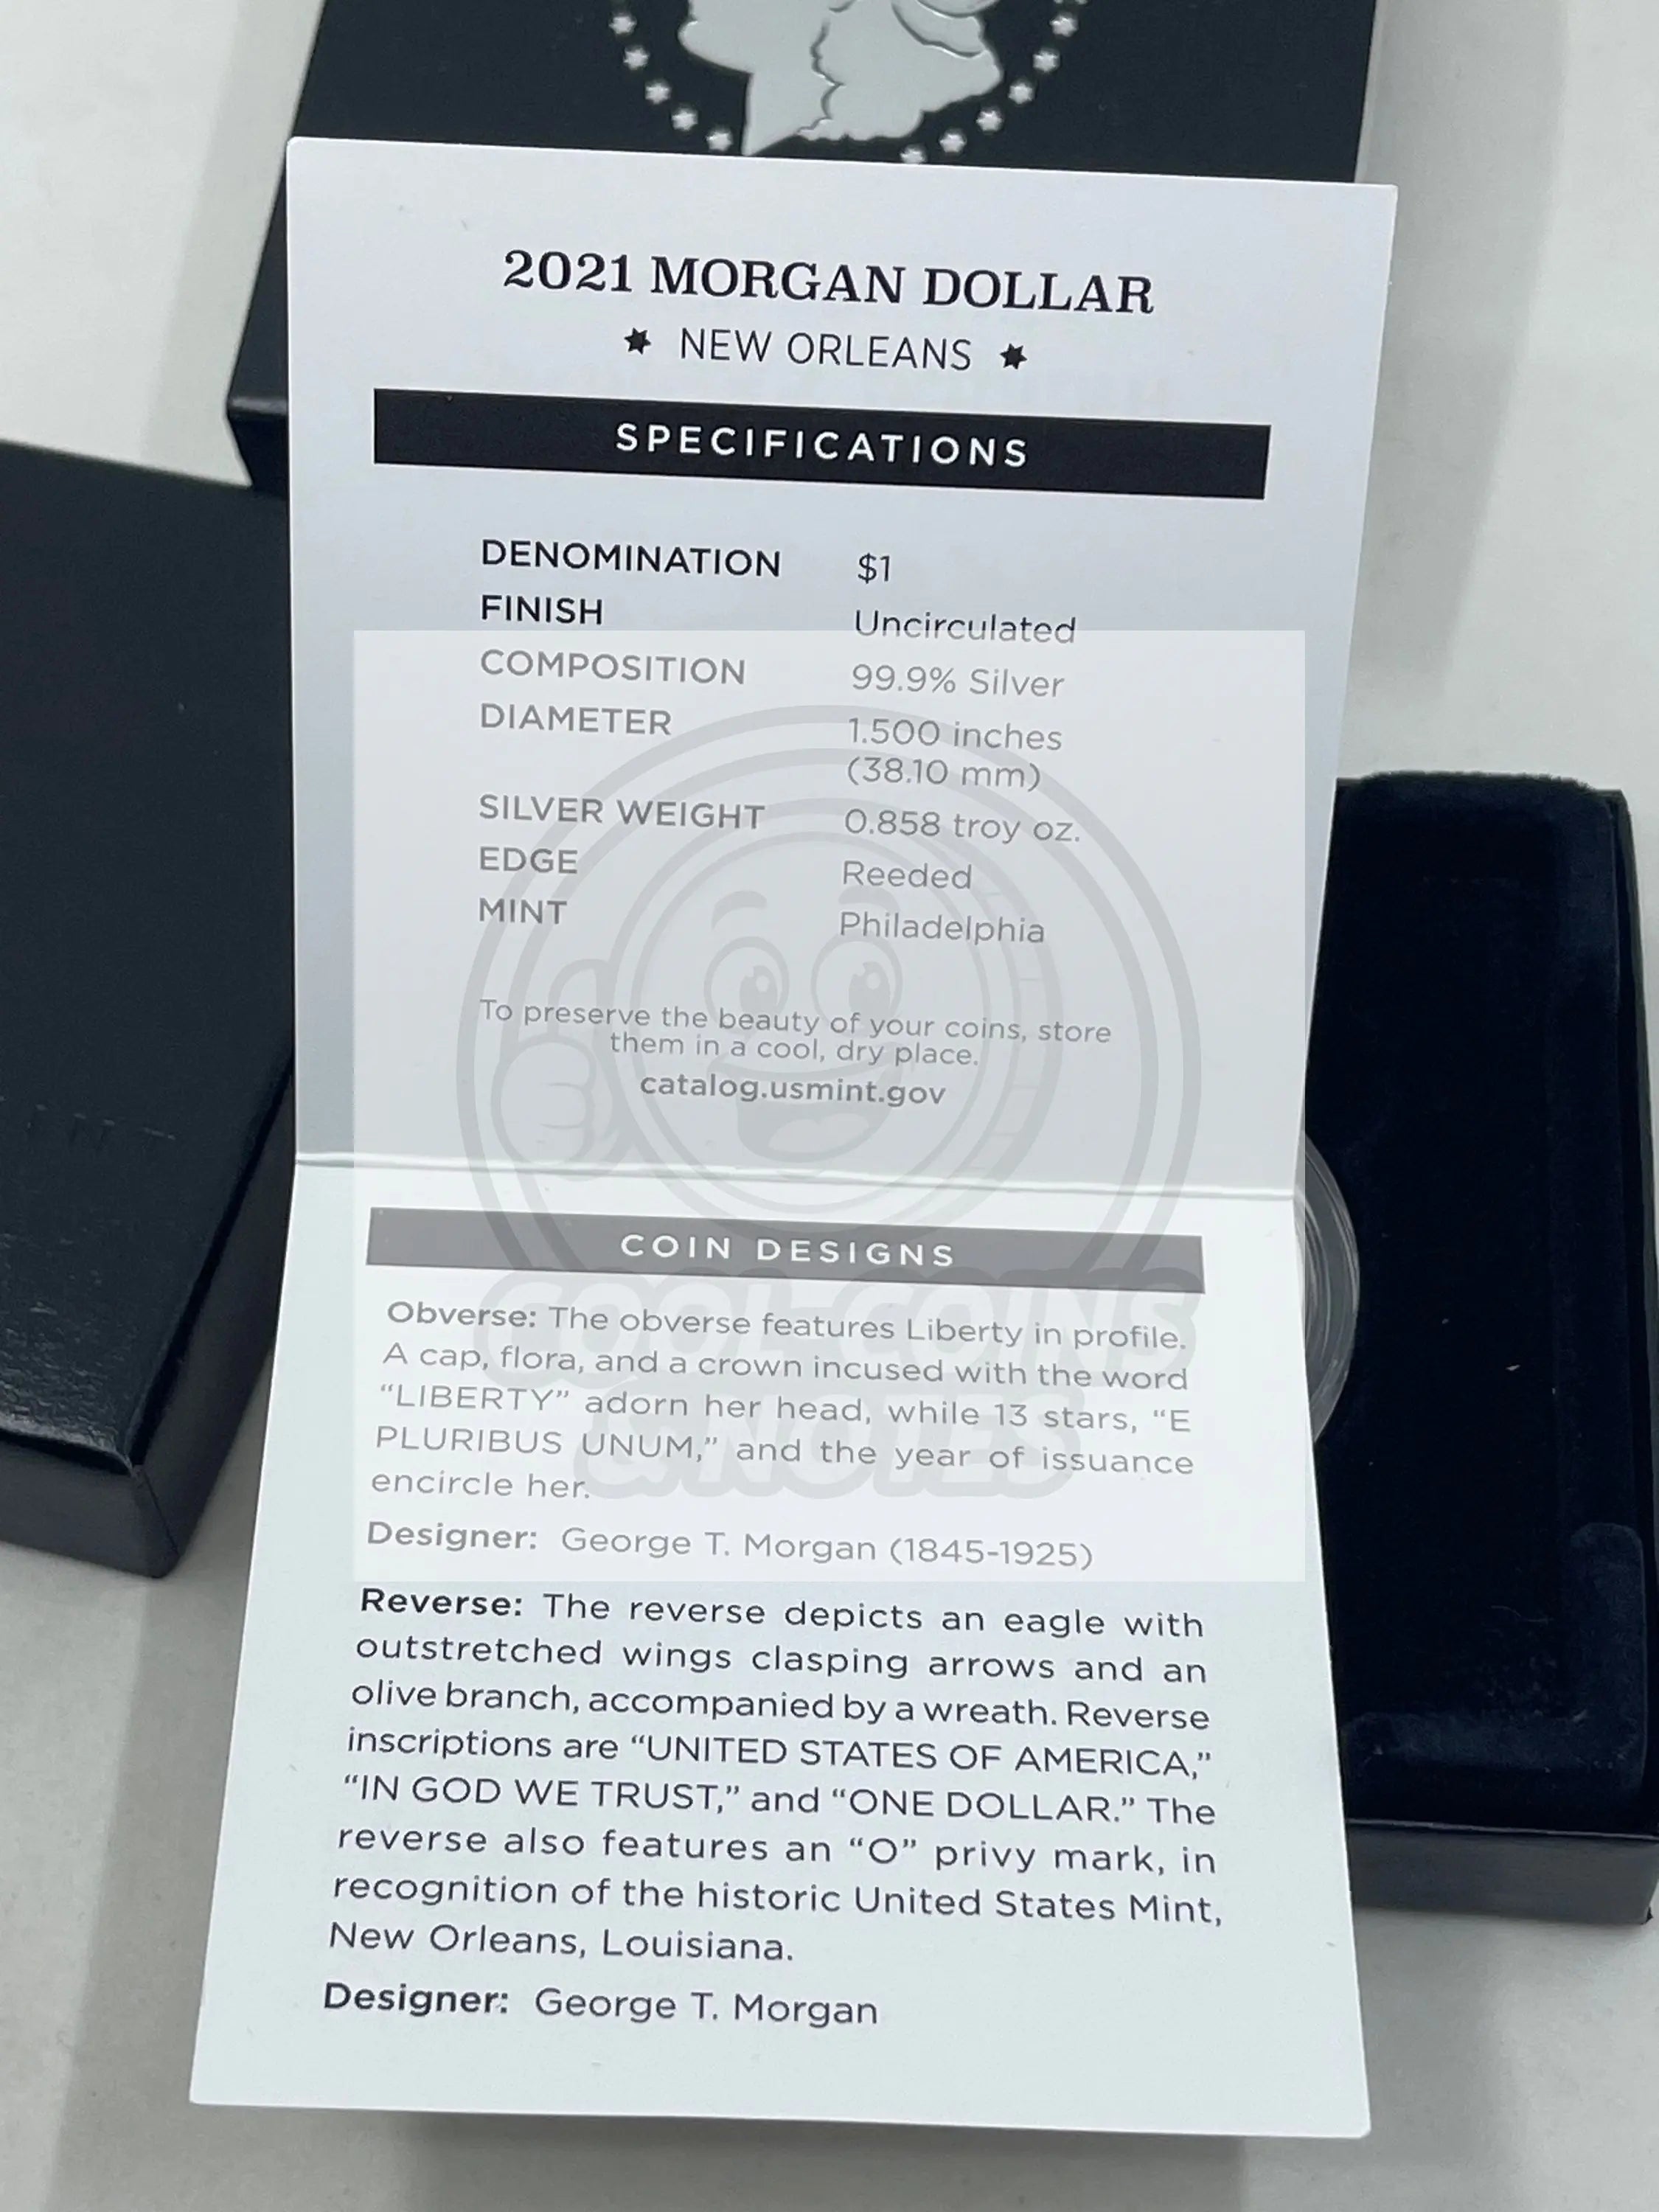 2021 MORGAN DOLLAR
★ NEW ORLEANS ★
SPECIFICATIONS
DENOMINATION $1
FINISH Uncirculated
COMPOSITION 99.9% Silver
DIAMETER 1.500 inches
(38.10 mm)
SILVER WEIGHT 0.858 troy oz.
EDGE Reeded
MINT Philadelphia
To preserve the beauty of your coins, store
them in a cool, dry place.
catalog.usmint.gov
COIN DESIGNS
Obverse: The obverse features Liberty in profile.
A cap, flora, and a crown incused with the word
“LIBERTY” adorn her head, while 13 stars, “E
PLURIBUS UNUM,” and the year of issuance
encircle her.
Designer: George T. Morgan (1845-1925)
Reverse: The reverse depicts an eagle with
outstretched wings clasping arrows and an
olive branch, accompanied by a wreath. Reverse
inscriptions are “UNITED STATES OF AMERICA,”
“IN GOD WE TRUST,” and “ONE DOLLAR.” The
reverse also features an “O” privy mark, in
recognition of the historic United States Mint,
New Orleans, Louisiana.
Designer: George T. Morgan
COOL COINS
& NOTES